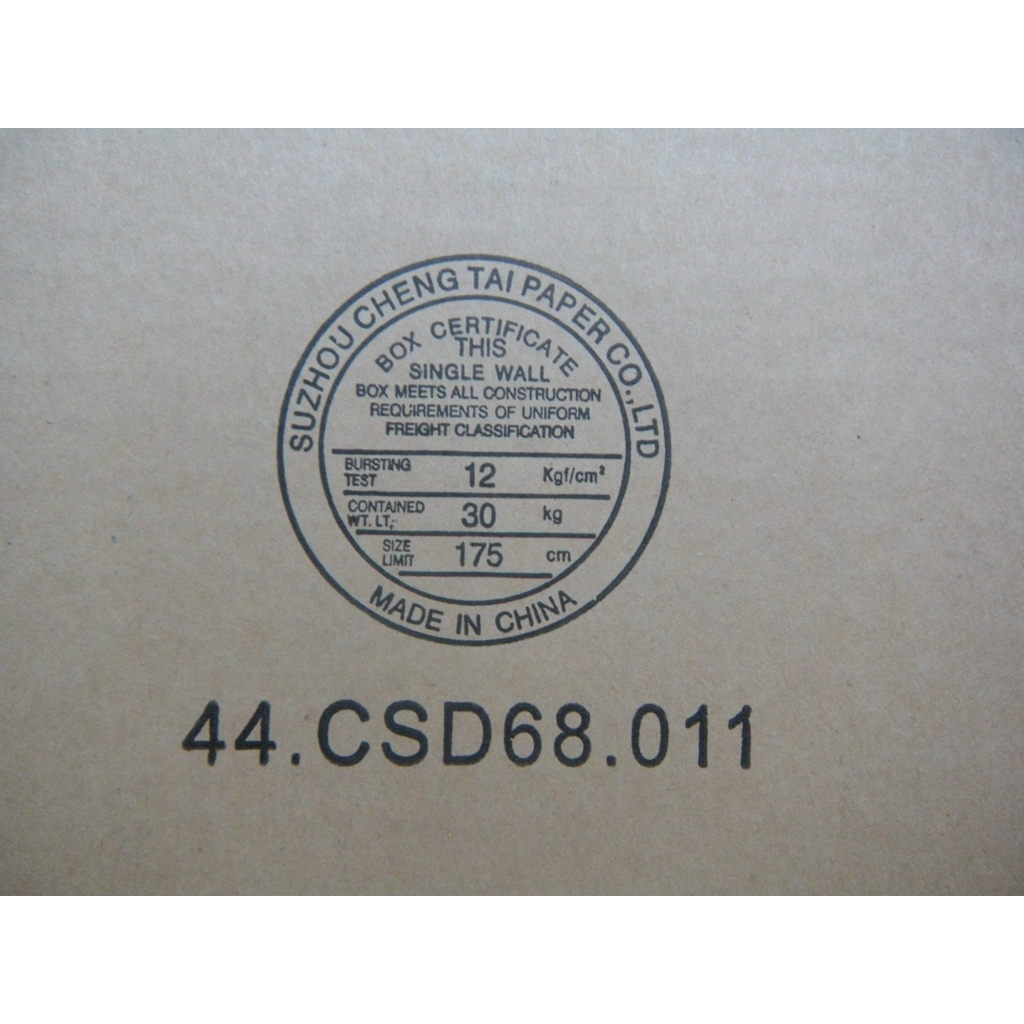 SUZHOU CHENG TAI PAPER CO.,LTD
BOX CERTIFICATE
THIS
SINGLE WALL
BOX MEETS ALL CONSTRUCTION
REQUIREMENTS OF UNIFORM
FREIGHT CLASSIFICATION
BURSTING TEST 12 Kgf/cm²
CONTAINED WT. LT,: 30 kg
SIZE LIMIT 175 cm
MADE IN CHINA
44.CSD68.011